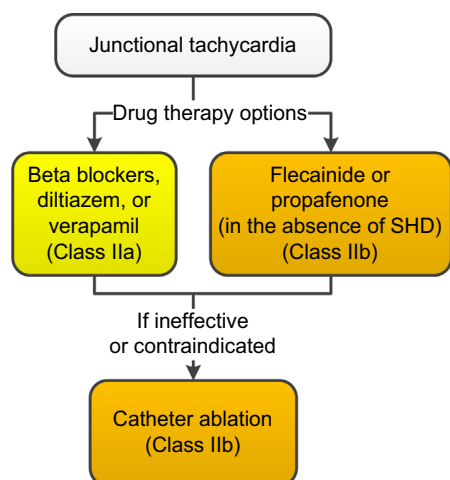 Junctional tachycardia
Drug therapy options
Beta blockers,
diltiazem, or
verapamil
(Class IIa)
Flecainide or
propafenone
(in the absence of SHD)
(Class IIb)
If ineffective
or contraindicated
Catheter ablation
(Class IIb)